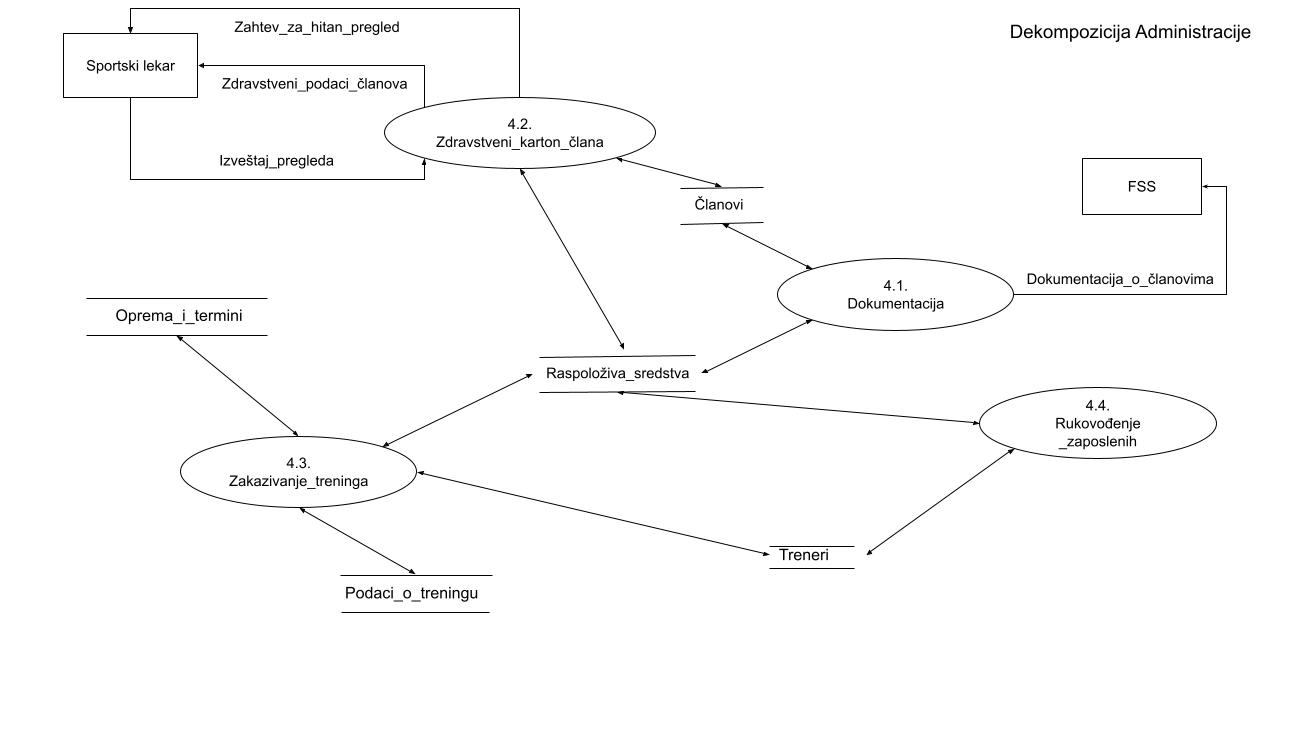 Dekompozicija Administracije
Zahtev_za_hitan_pregled
Sportski lekar
Zdravstveni_podaci_članova
4.2.
Zdravstveni_karton_člana
Izveštaj_pregleda
FSS
Članovi
Dokumentacija_o_članovima
4.1.
Dokumentacija
Oprema_i_termini
Raspoloživa_sredstva
4.4.
Rukovođenje
_zaposlenih
4.3.
Zakazivanje_treninga
Treneri
Podaci_o_treningu